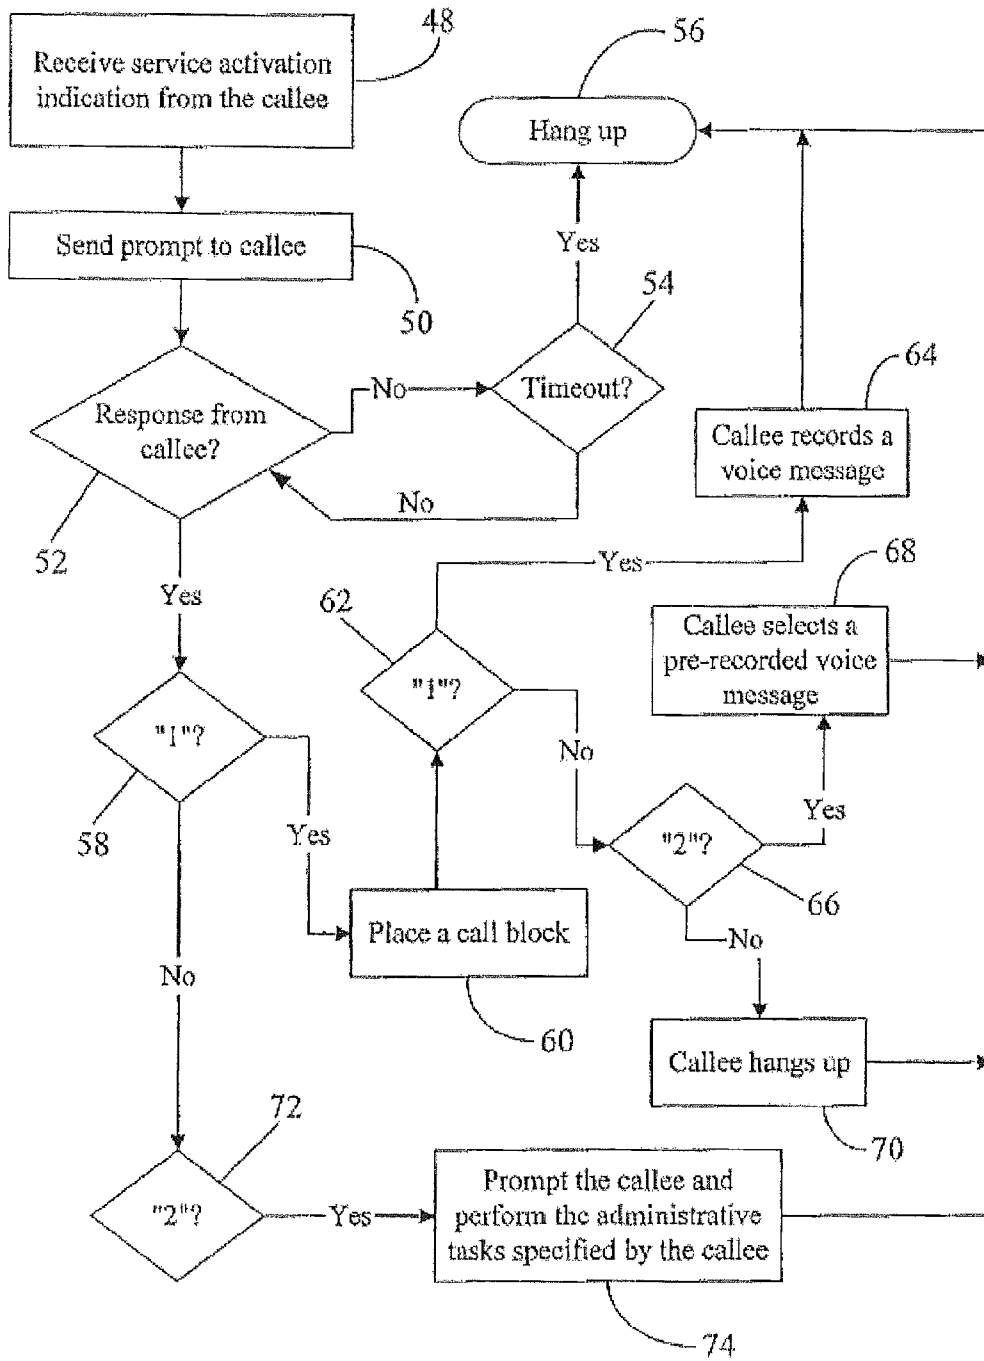 48
Receive service activation
indication from the callee
56
Hang up
Send prompt to callee
50
Yes
54
Timeout?
No
Response from
callee?
52
No
64
Callee records a
voice message
Yes
68
Callee selects a
pre-recorded voice
message
Yes
62
"1"?
No
"1"?
58
Yes
Yes
"2"?
66
Place a call block
60
No
No
Callee hangs up
70
72
"2"?
Yes
Prompt the callee and
perform the administrative
tasks specified by the callee
74